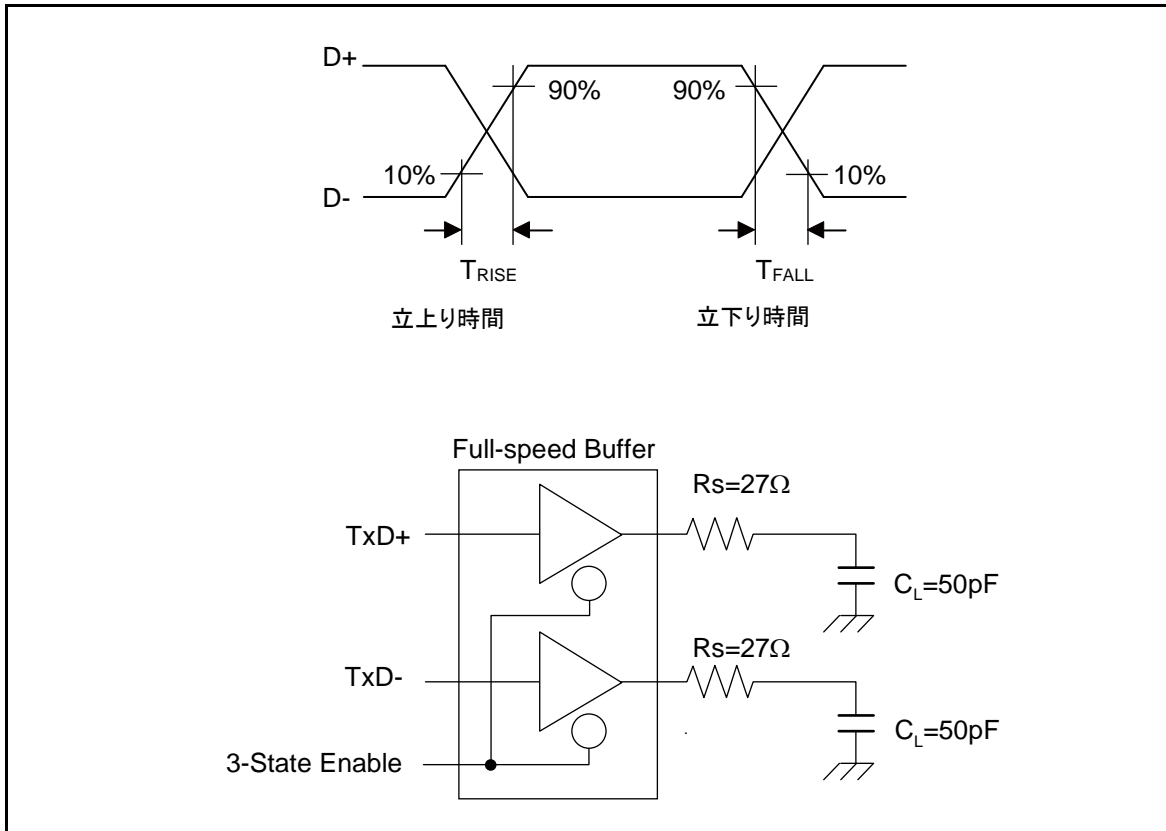 D+
90% 90%
10% 10%
D-
TRISE TFALL
立上り時間 立下り時間
Full-speed Buffer
Rs=27Ω
TxD+
CL=50pF
Rs=27Ω
TxD-
CL=50pF
3-State Enable